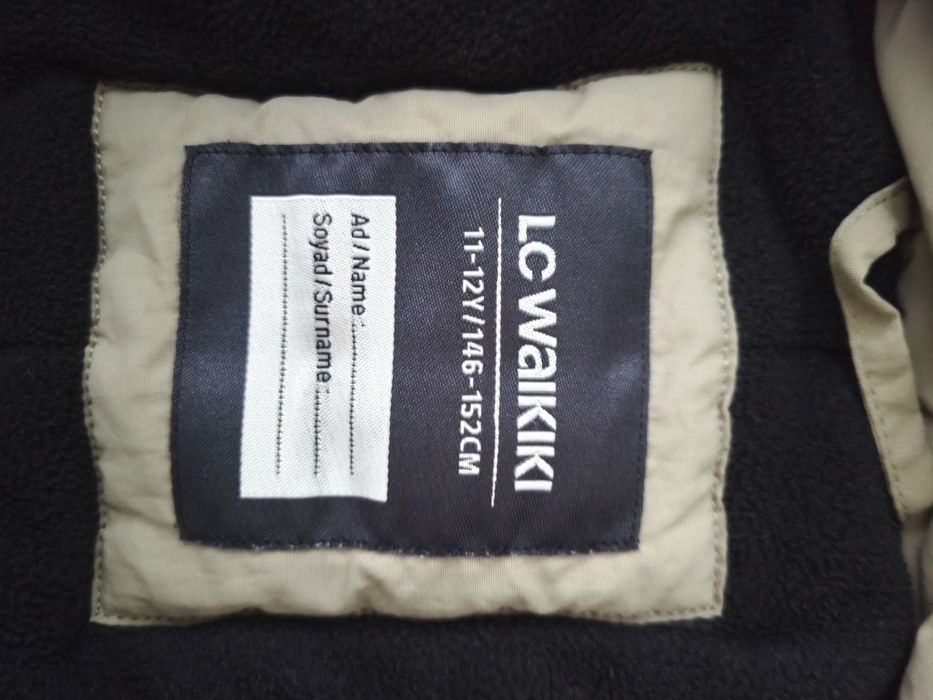 LC WAIKIKI
11-12Y/146-152CM
Ad / Name :
Soyad / Surname :